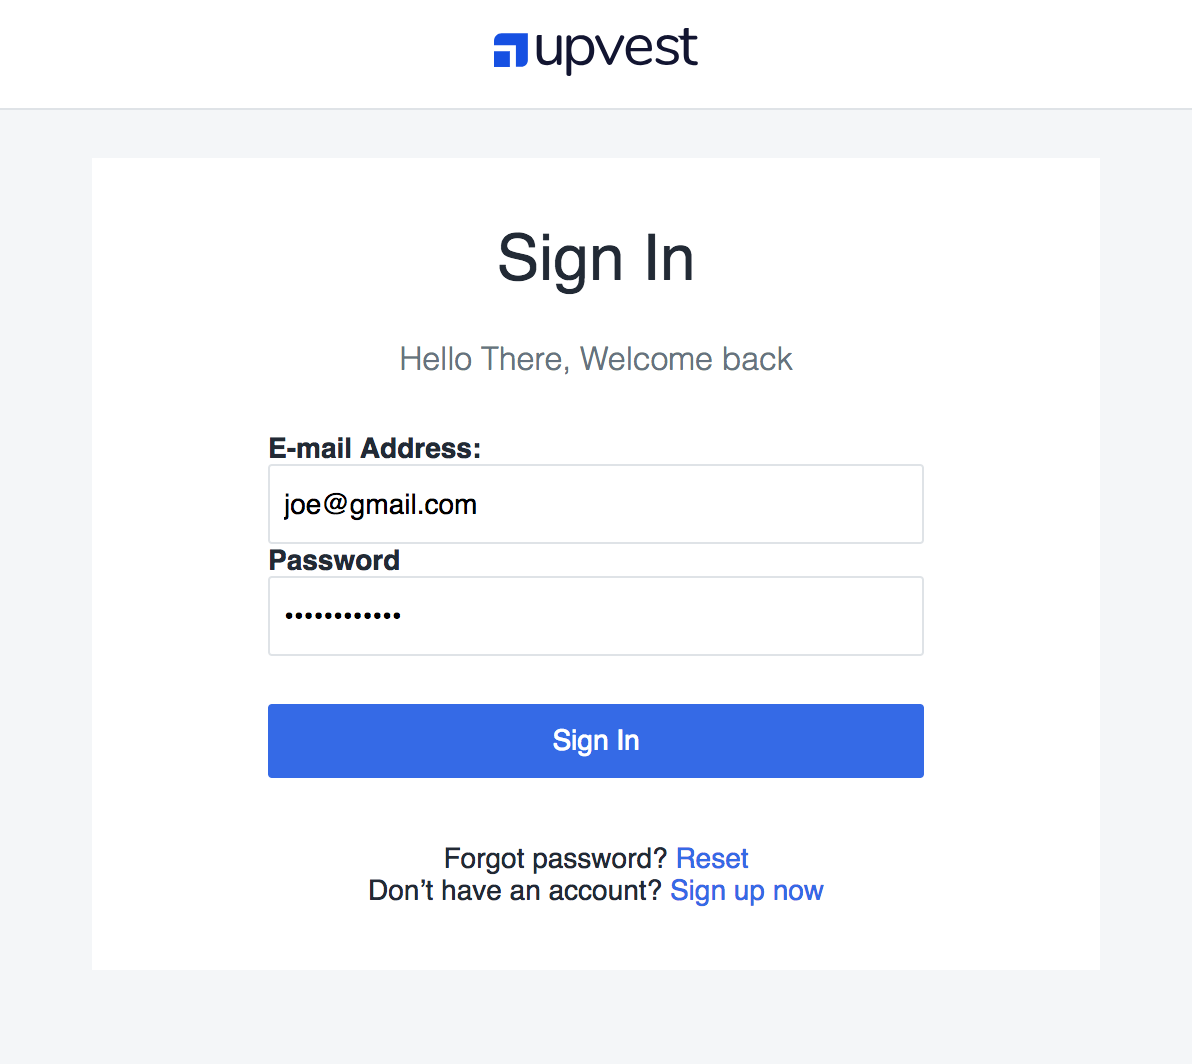 upvest
Sign In
Hello There, Welcome back
E-mail Address:
joe@gmail.com
Password
••••••••••••
Sign In
Forgot password? Reset
Don’t have an account? Sign up now